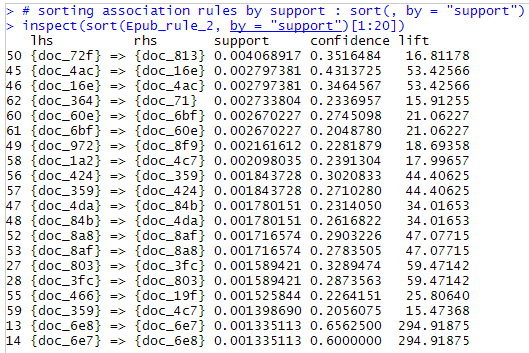 > # sorting association rules by support : sort(, by = "support")
> inspect(sort(Epub_rule_2, by = "support")[1:20])
   lhs          rhs       support     confidence lift
50 {doc_72f} => {doc_813} 0.004068917 0.3516484  16.81178
45 {doc_4ac} => {doc_16e} 0.002797381 0.4313725  53.42566
46 {doc_16e} => {doc_4ac} 0.002797381 0.3464567  53.42566
62 {doc_364} => {doc_71}  0.002733804 0.2336957  15.91255
60 {doc_60e} => {doc_6bf} 0.002670227 0.2745098  21.06227
61 {doc_6bf} => {doc_60e} 0.002670227 0.2048780  21.06227
49 {doc_972} => {doc_8f9} 0.002161612 0.2281879  18.69358
58 {doc_1a2} => {doc_4c7} 0.002098035 0.2391304  17.99657
56 {doc_424} => {doc_359} 0.001843728 0.3020833  44.40625
57 {doc_359} => {doc_424} 0.001843728 0.2710280  44.40625
47 {doc_4da} => {doc_84b} 0.001780151 0.2314050  34.01653
48 {doc_84b} => {doc_4da} 0.001780151 0.2616822  34.01653
52 {doc_8a8} => {doc_8af} 0.001716574 0.2903226  47.07715
53 {doc_8af} => {doc_8a8} 0.001716574 0.2783505  47.07715
27 {doc_803} => {doc_3fc} 0.001589421 0.3289474  59.47142
28 {doc_3fc} => {doc_803} 0.001589421 0.2873563  59.47142
55 {doc_466} => {doc_19f} 0.001525844 0.2264151  25.80640
59 {doc_359} => {doc_4c7} 0.001398690 0.2056075  15.47368
13 {doc_6e8} => {doc_6e7} 0.001335113 0.6562500 294.91875
14 {doc_6e7} => {doc_6e8} 0.001335113 0.6000000 294.91875